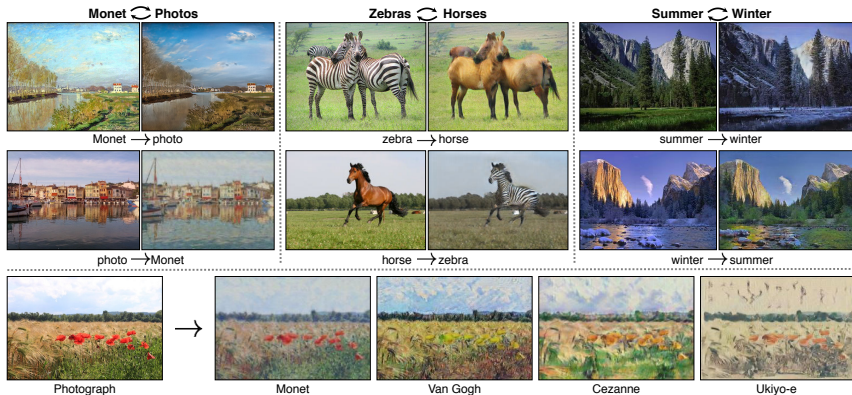 Monet Photos
Zebras Horses
Summer Winter
Monet → photo
zebra → horse
summer → winter
photo → Monet
horse → zebra
winter → summer
Photograph
Monet
Van Gogh
Cezanne
Ukiyo-e